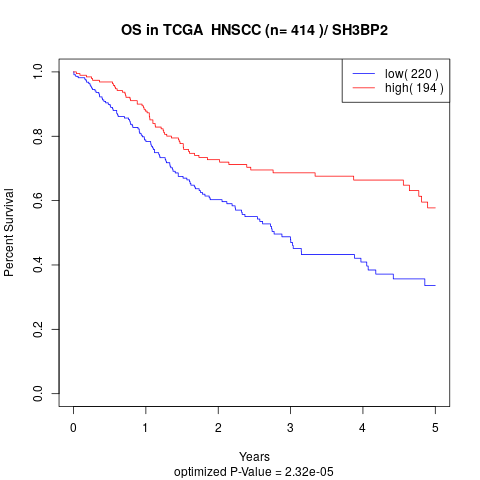 OS in TCGA  HNSCC (n= 414 )/ SH3BP2
low( 220 )
high( 194 )
Percent Survival
1.0
0.8
0.6
0.4
0.2
0.0
0 1 2 3 4 5
Years
optimized P-Value = 2.32e-05